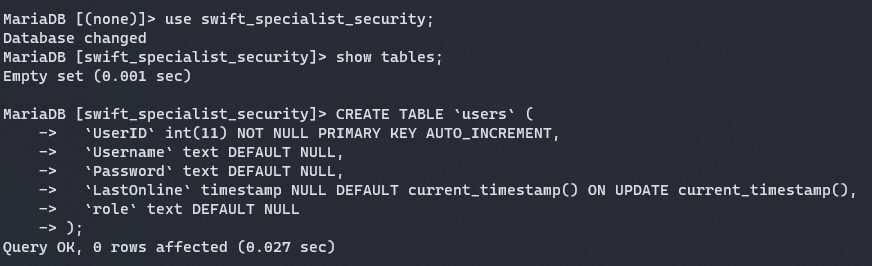 MariaDB [(none)]> use swift_specialist_security;
Database changed
MariaDB [swift_specialist_security]> show tables;
Empty set (0.001 sec)

MariaDB [swift_specialist_security]> CREATE TABLE `users` (
    ->   `UserID` int(11) NOT NULL PRIMARY KEY AUTO_INCREMENT,
    ->   `Username` text DEFAULT NULL,
    ->   `Password` text DEFAULT NULL,
    ->   `LastOnline` timestamp NULL DEFAULT current_timestamp() ON UPDATE current_timestamp(),
    ->   `role` text DEFAULT NULL
    -> );
Query OK, 0 rows affected (0.027 sec)